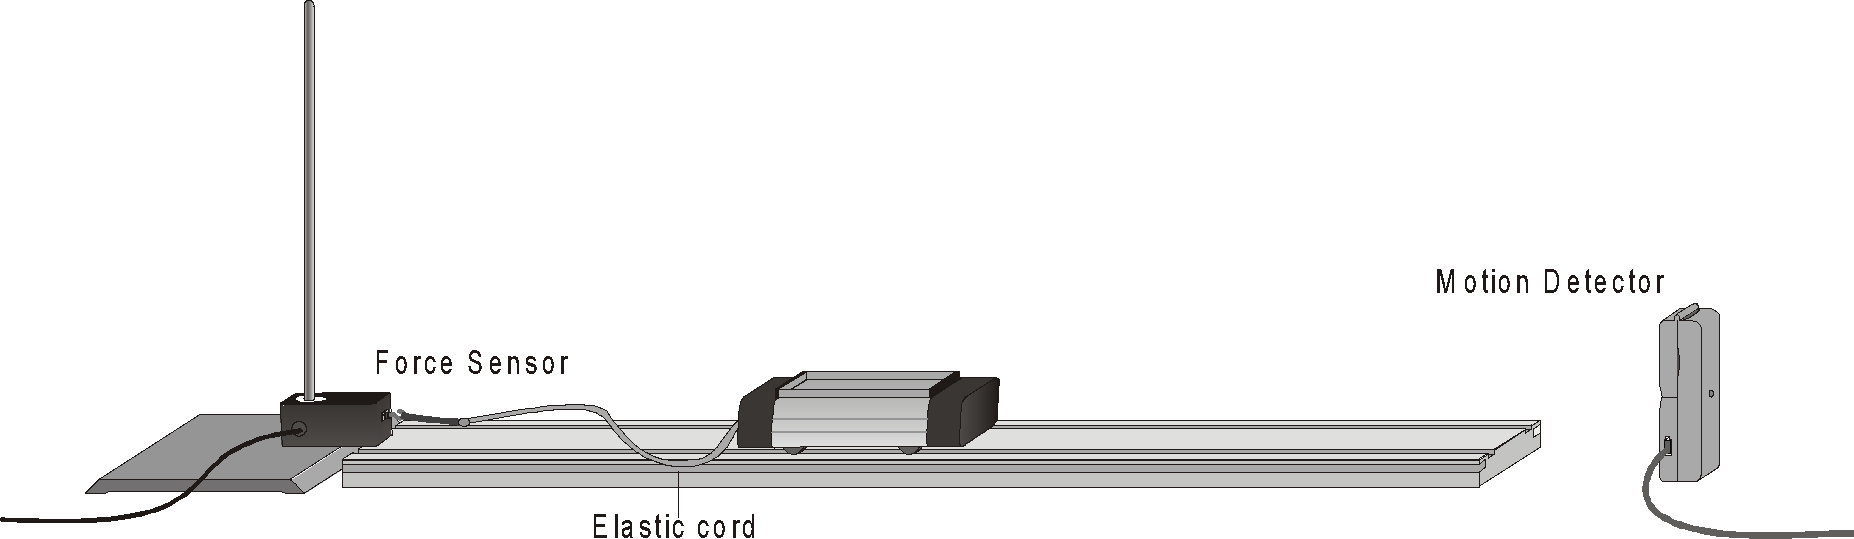 Motion Detector
Force Sensor
Elastic cord